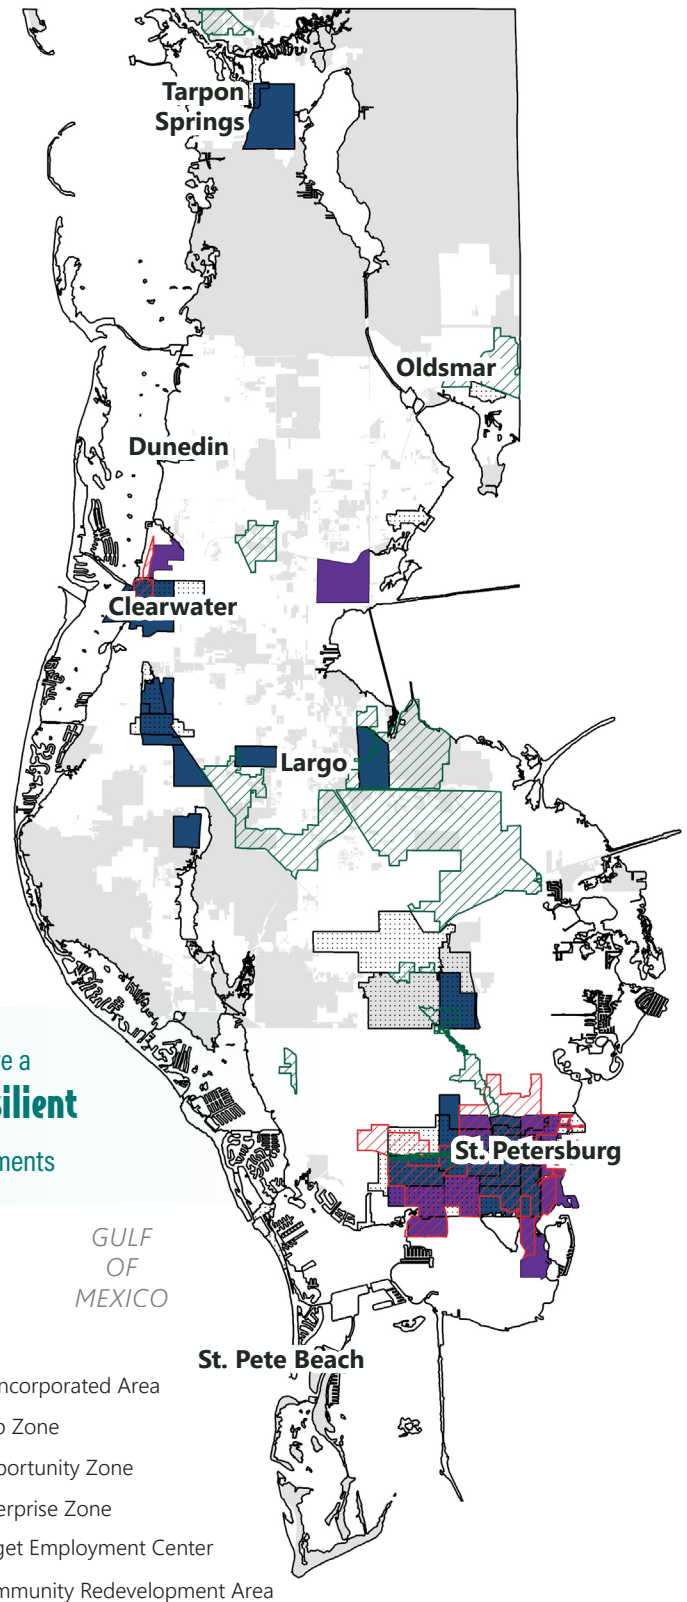 Tarpon
Springs
Oldsmar
Dunedin
Clearwater
Largo
St. Petersburg
GULF
OF
MEXICO
St. Pete Beach
e a
silient
ments
ncorporated Area
Zone
portunity Zone
erprise Zone
get Employment Center
mmunity Redevelopment Area